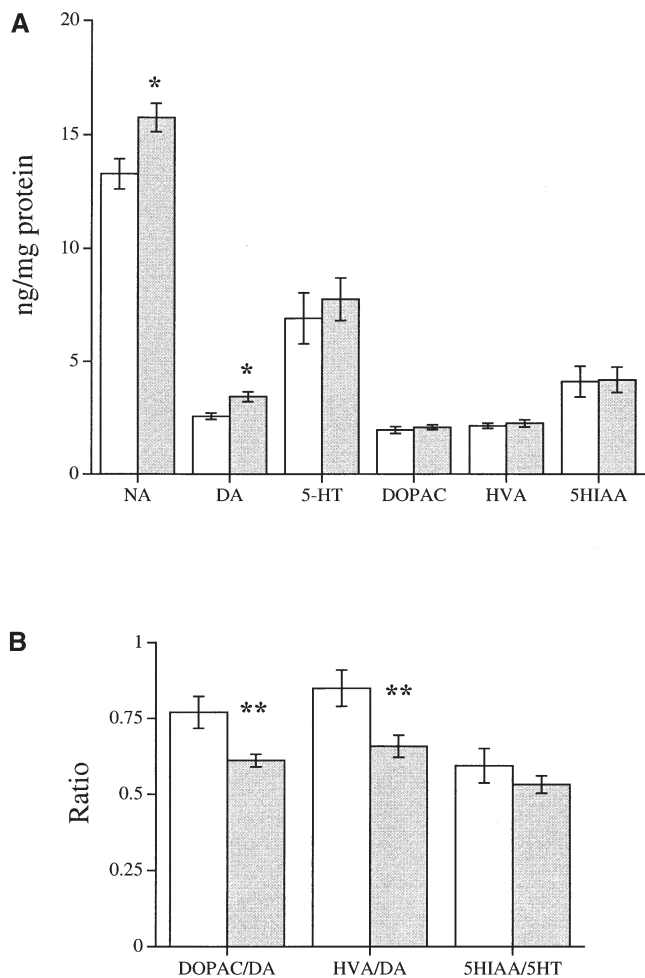 A
20
*
15
ng/mg protein
10
*
5
0
NA DA 5-HT DOPAC HVA 5HIAA
B
1
** **
0.75
Ratio
0.5
0.25
0
DOPAC/DA HVA/DA 5HIAA/5HT